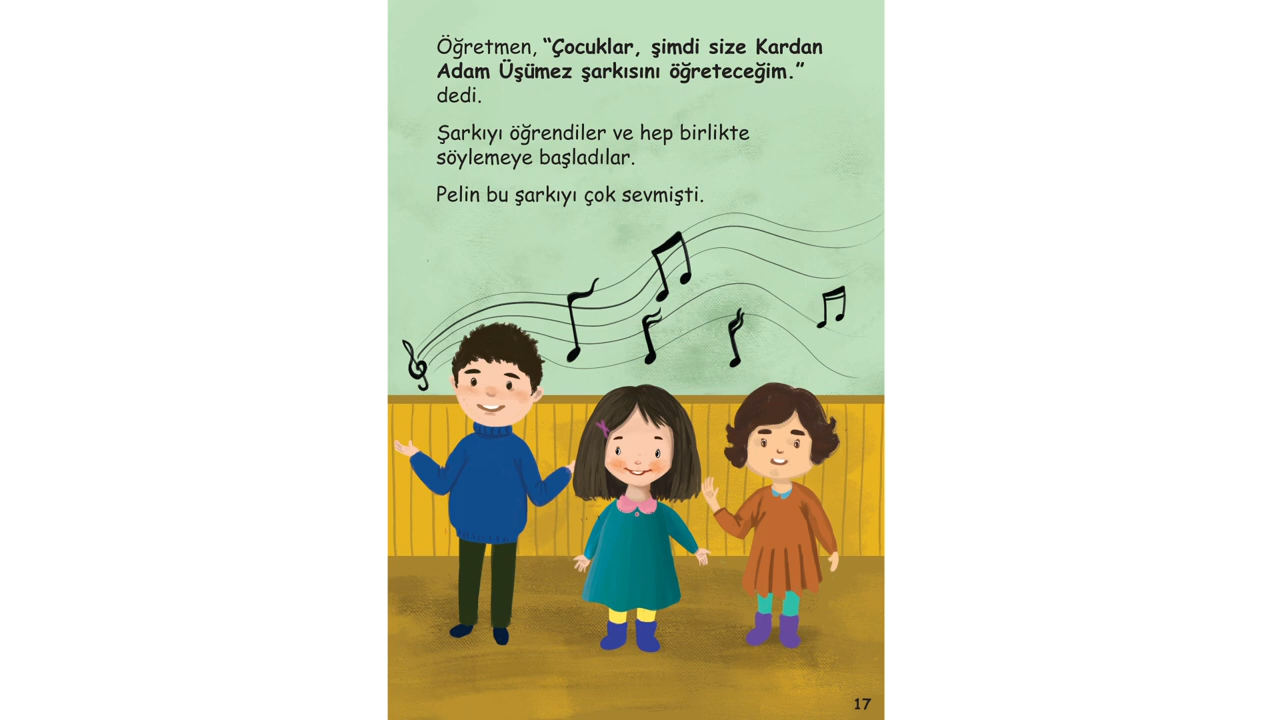 Öğretmen, “Çocuklar, şimdi size Kardan
Adam Üşümez şarkısını öğreteceğim.”
dedi.
Şarkıyı öğrendiler ve hep birlikte
söylemeye başladılar.
Pelin bu şarkıyı çok sevmişti.
17